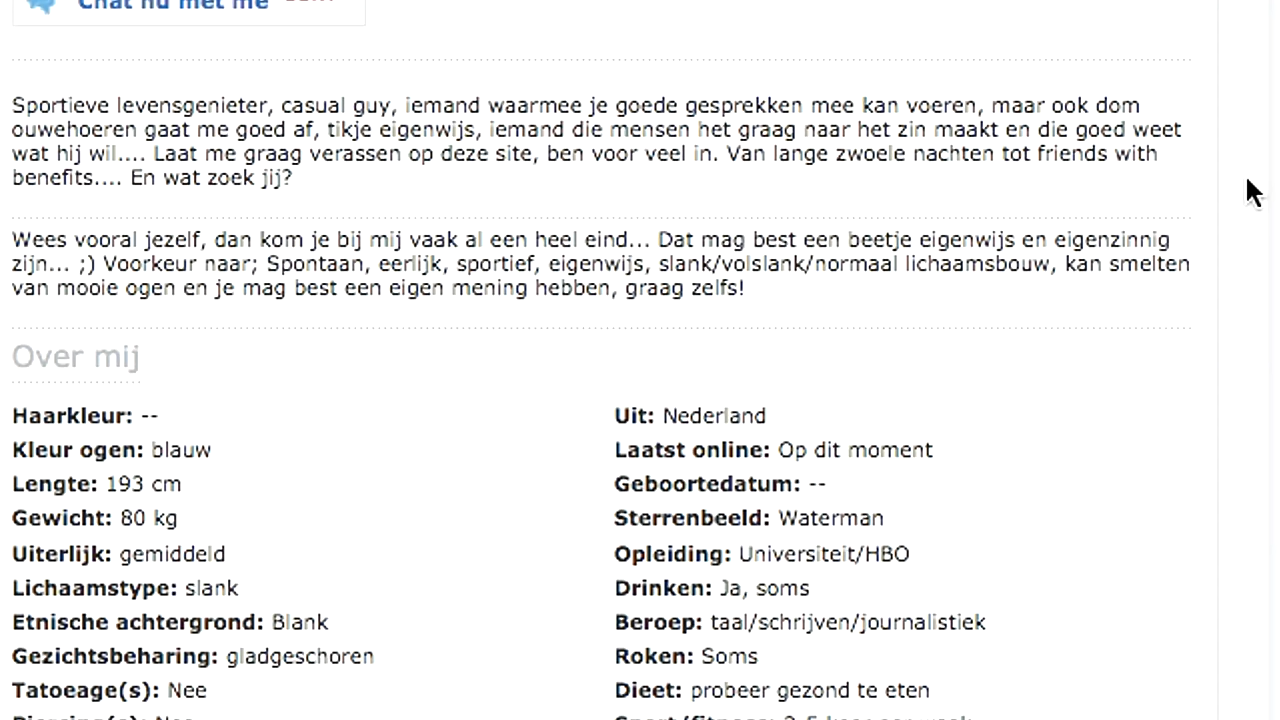 Chat nu met me
Sportieve levensgenieter, casual guy, iemand waarmee je goede gesprekken mee kan voeren, maar ook dom
ouwehoeren gaat me goed af, tikje eigenwijs, iemand die mensen het graag naar het zin maakt en die goed weet
wat hij wil.... Laat me graag verassen op deze site, ben voor veel in. Van lange zwoele nachten tot friends with
benefits.... En wat zoek jij?
Wees vooral jezelf, dan kom je bij mij vaak al een heel eind... Dat mag best een beetje eigenwijs en eigenzinnig
zijn... ;) Voorkeur naar; Spontaan, eerlijk, sportief, eigenwijs, slank/volslank/normaal lichaamsbouw, kan smelten
van mooie ogen en je mag best een eigen mening hebben, graag zelfs!
Over mij
Haarkleur: --
Kleur ogen: blauw
Lengte: 193 cm
Gewicht: 80 kg
Uiterlijk: gemiddeld
Lichaamstype: slank
Etnische achtergrond: Blank
Gezichtsbeharing: gladgeschoren
Tatoeage(s): Nee
Piercing(s): Nee
Uit: Nederland
Laatst online: Op dit moment
Geboortedatum: --
Sterrenbeeld: Waterman
Opleiding: Universiteit/HBO
Drinken: Ja, soms
Beroep: taal/schrijven/journalistiek
Roken: Soms
Dieet: probeer gezond te eten